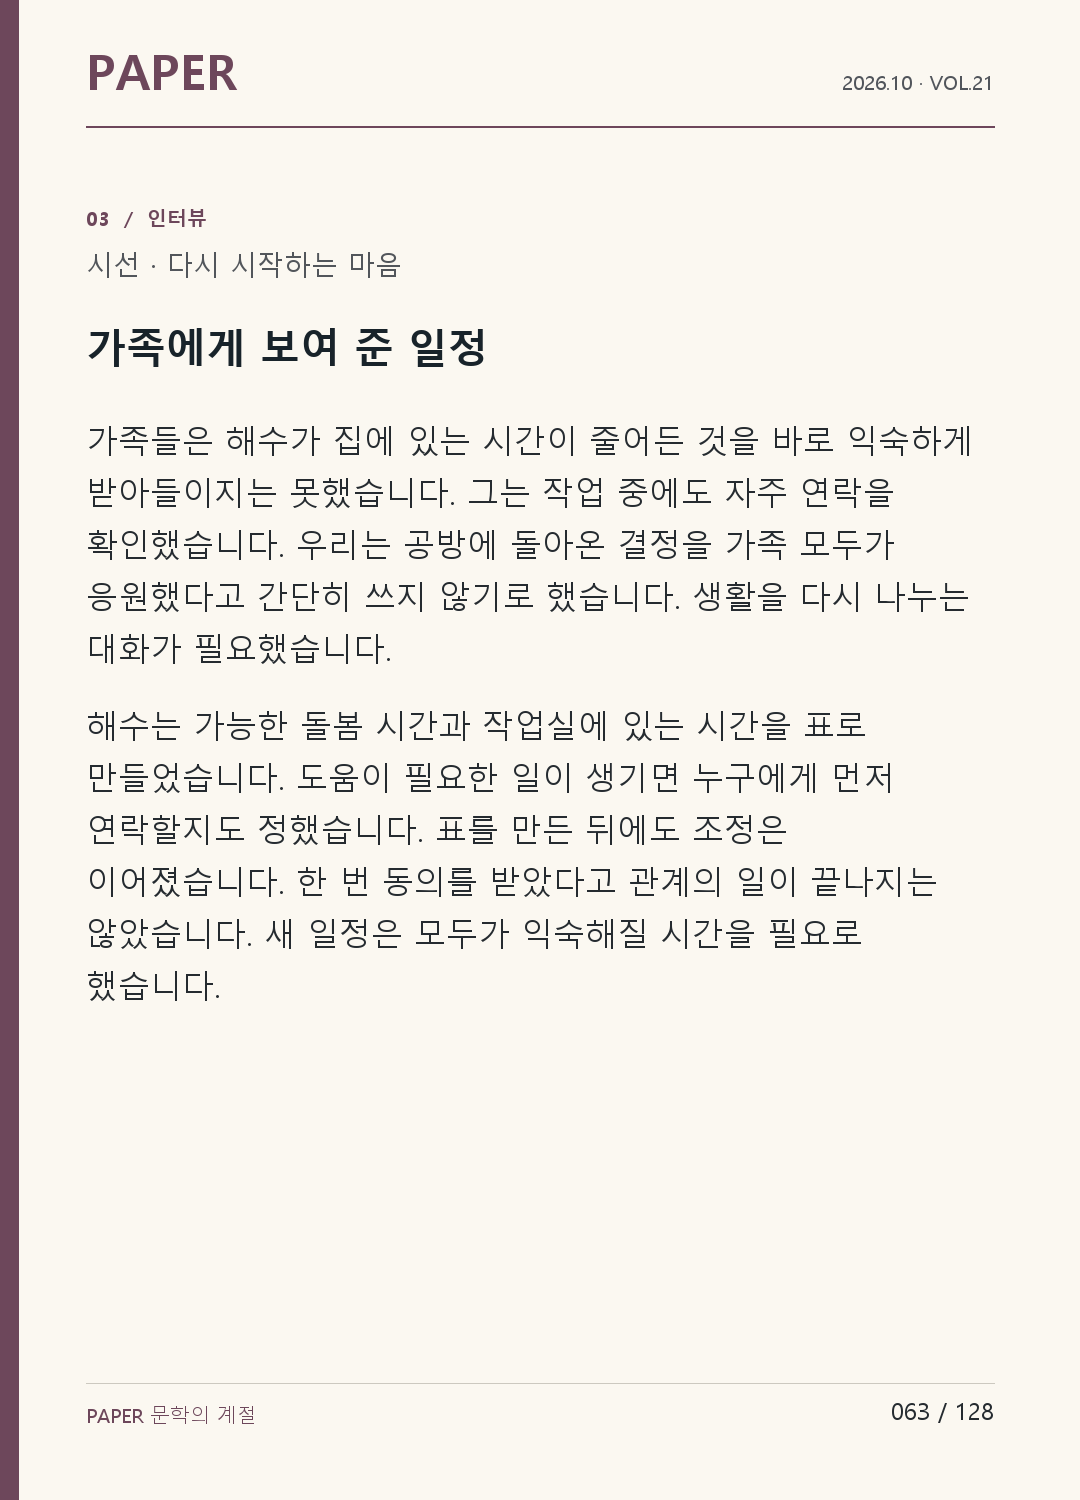 PAPER
2026.10 · VOL.21
03 / 인터뷰
시선 · 다시 시작하는 마음
가족에게 보여 준 일정
가족들은 해수가 집에 있는 시간이 줄어든 것을 바로 익숙하게
받아들이지는 못했습니다. 그는 작업 중에도 자주 연락을
확인했습니다. 우리는 공방에 돌아온 결정을 가족 모두가
응원했다고 간단히 쓰지 않기로 했습니다. 생활을 다시 나누는
대화가 필요했습니다.
해수는 가능한 돌봄 시간과 작업실에 있는 시간을 표로
만들었습니다. 도움이 필요한 일이 생기면 누구에게 먼저
연락할지도 정했습니다. 표를 만든 뒤에도 조정은
이어졌습니다. 한 번 동의를 받았다고 관계의 일이 끝나지는
않았습니다. 새 일정은 모두가 익숙해질 시간을 필요로
했습니다.
PAPER 문학의 계절
063 / 128